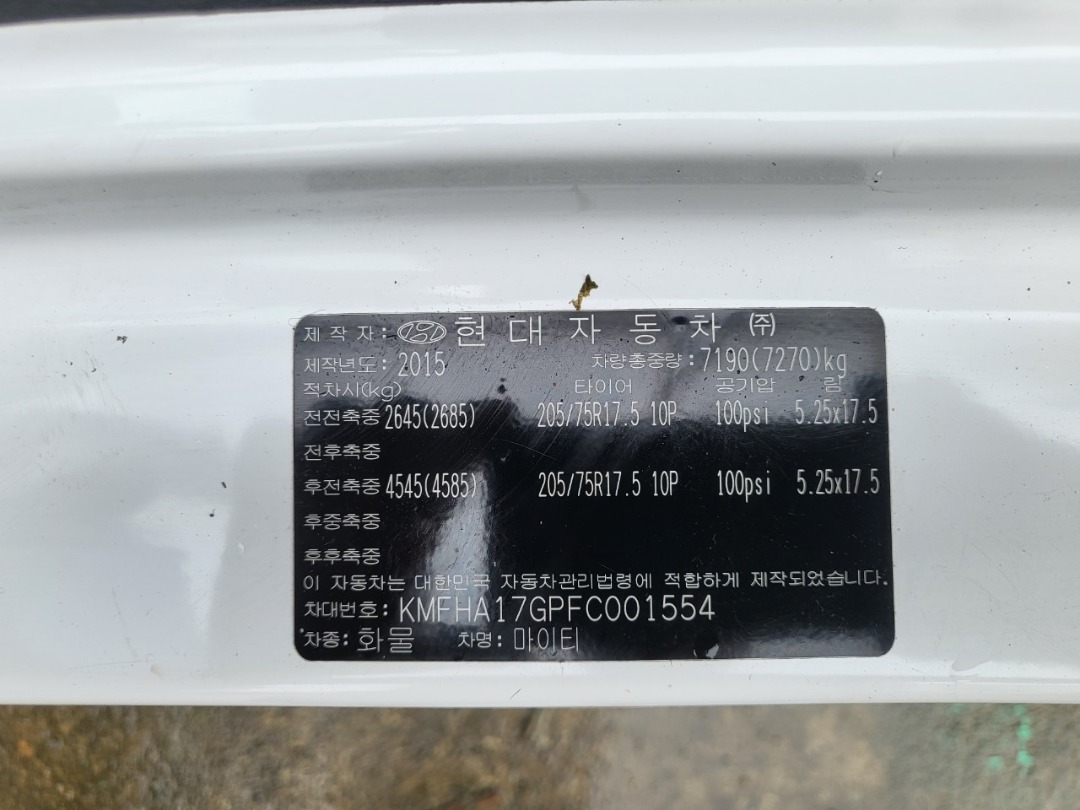 제 작 자 : 현 대 자 동 차 ㈜
제작년도 : 2015 차량총중량 : 7190(7270)kg
적차시(kg) 타이어 공기압 림
전전축중 2645(2685) 205/75R17.5 10P 100psi 5.25x17.5
전후축중
후전축중 4545(4585) 205/75R17.5 10P 100psi 5.25x17.5
후중축중
후후축중
이 자동차는 대한민국 자동차관리법령에 적합하게 제작되었습니다.
차대번호: KMFHA17GPFC001554
차종: 화물 차명: 마이티